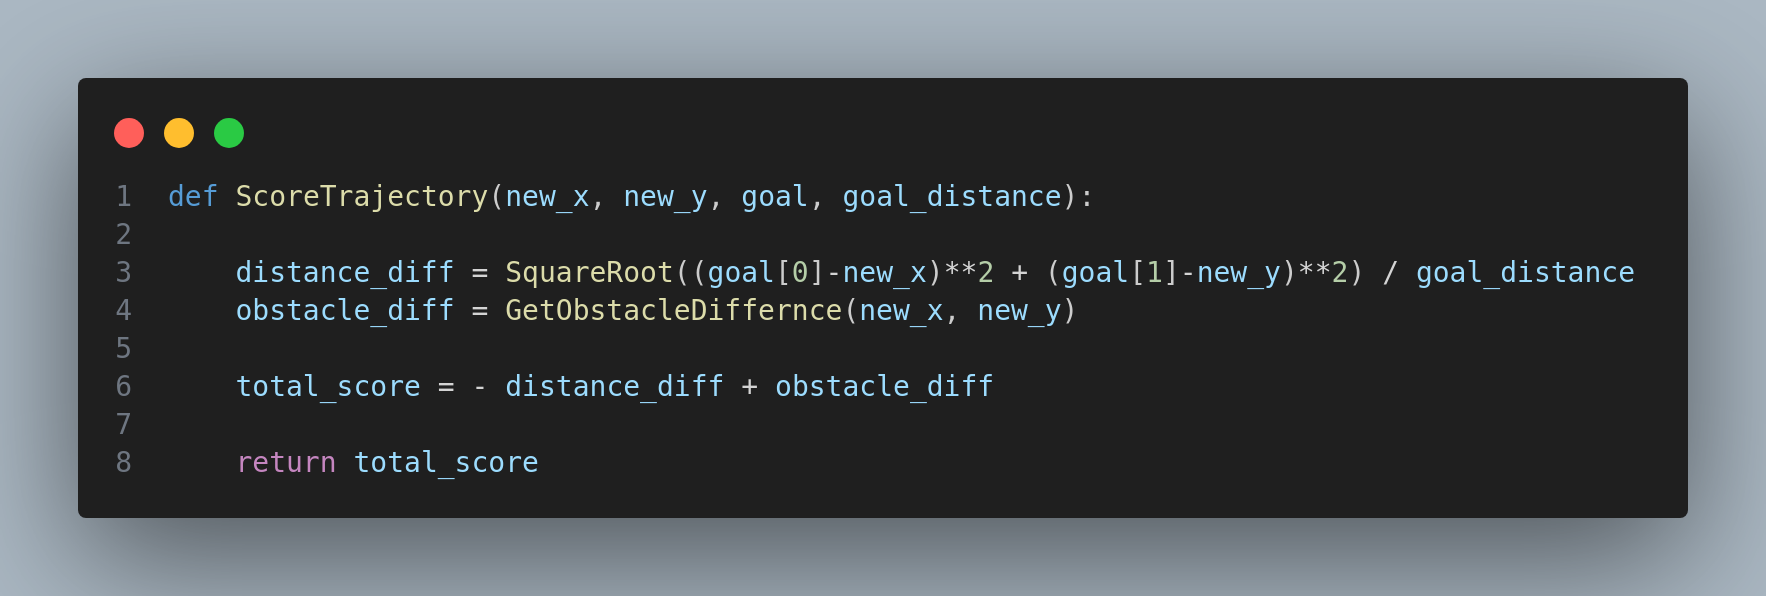 1 def ScoreTrajectory(new_x, new_y, goal, goal_distance):
2
3     distance_diff = SquareRoot((goal[0]-new_x)**2 + (goal[1]-new_y)**2) / goal_distance
4     obstacle_diff = GetObstacleDiffernce(new_x, new_y)
5
6     total_score = - distance_diff + obstacle_diff
7
8     return total_score